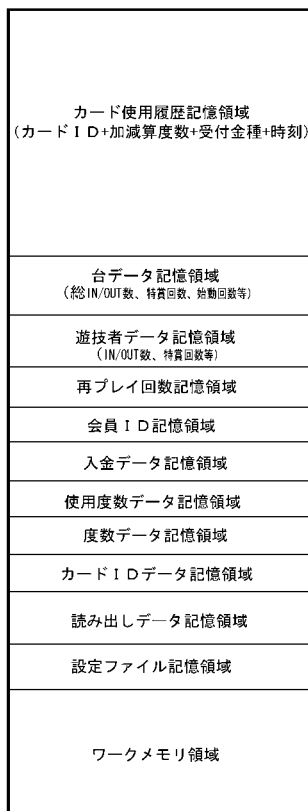 カード使用履歴記憶領域
(カードＩＤ+加減算度数+受付金種+時刻)
台データ記憶領域
(総IN/OUT数、特賞回数、始動回数等)
遊技者データ記憶領域
(IN/OUT数、特賞回数等)
再プレイ回数記憶領域
会員ＩＤ記憶領域
入金データ記憶領域
使用度数データ記憶領域
度数データ記憶領域
カードＩＤデータ記憶領域
読み出しデータ記憶領域
設定ファイル記憶領域
ワークメモリ領域